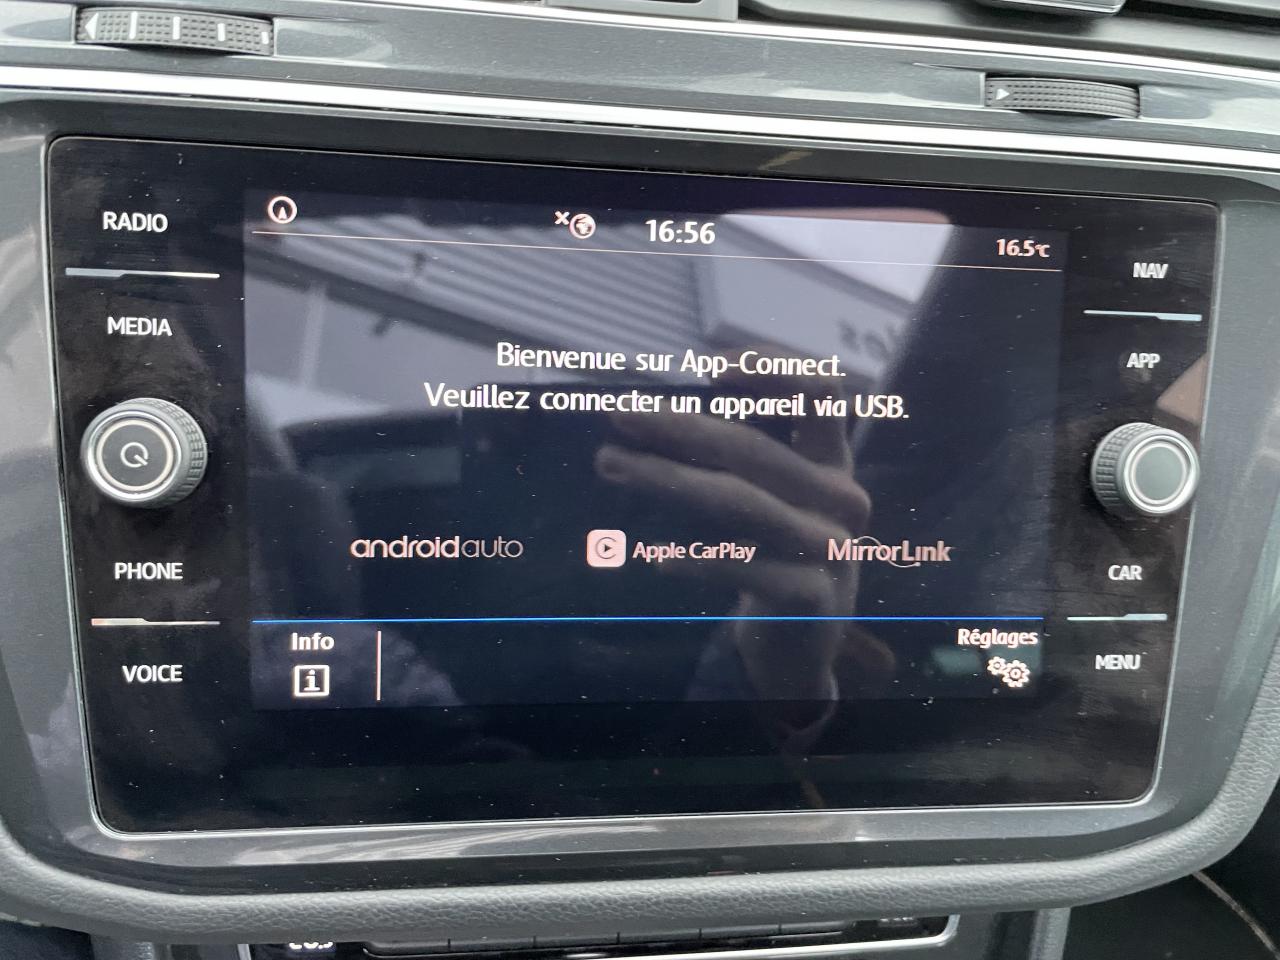 RADIO
MEDIA
PHONE
VOICE
16:56
16.5°C
Bienvenue sur App-Connect.
Veuillez connecter un appareil via USB.
androidauto
Apple CarPlay
MirrorLink
Info
i
Réglages
NAV
APP
CAR
MENU